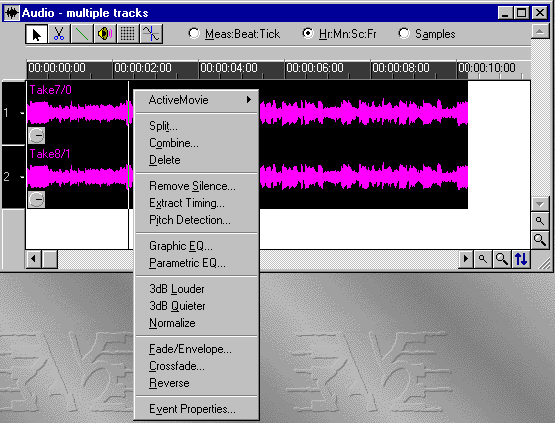 Audio - multiple tracks
Meas:Beat:Tick Hr:Mn:Sc:Fr Samples
00:00:00:00 00:00:02:00 00:00:04:00 00:00:06:00 00:00:08:00 00:00:10:00
1 Take7/0
2 Take8/1
ActiveMovie
Split...
Combine...
Delete
Remove Silence...
Extract Timing...
Pitch Detection...
Graphic EQ...
Parametric EQ...
3dB Louder
3dB Quieter
Normalize
Fade/Envelope...
Crossfade...
Reverse
Event Properties...